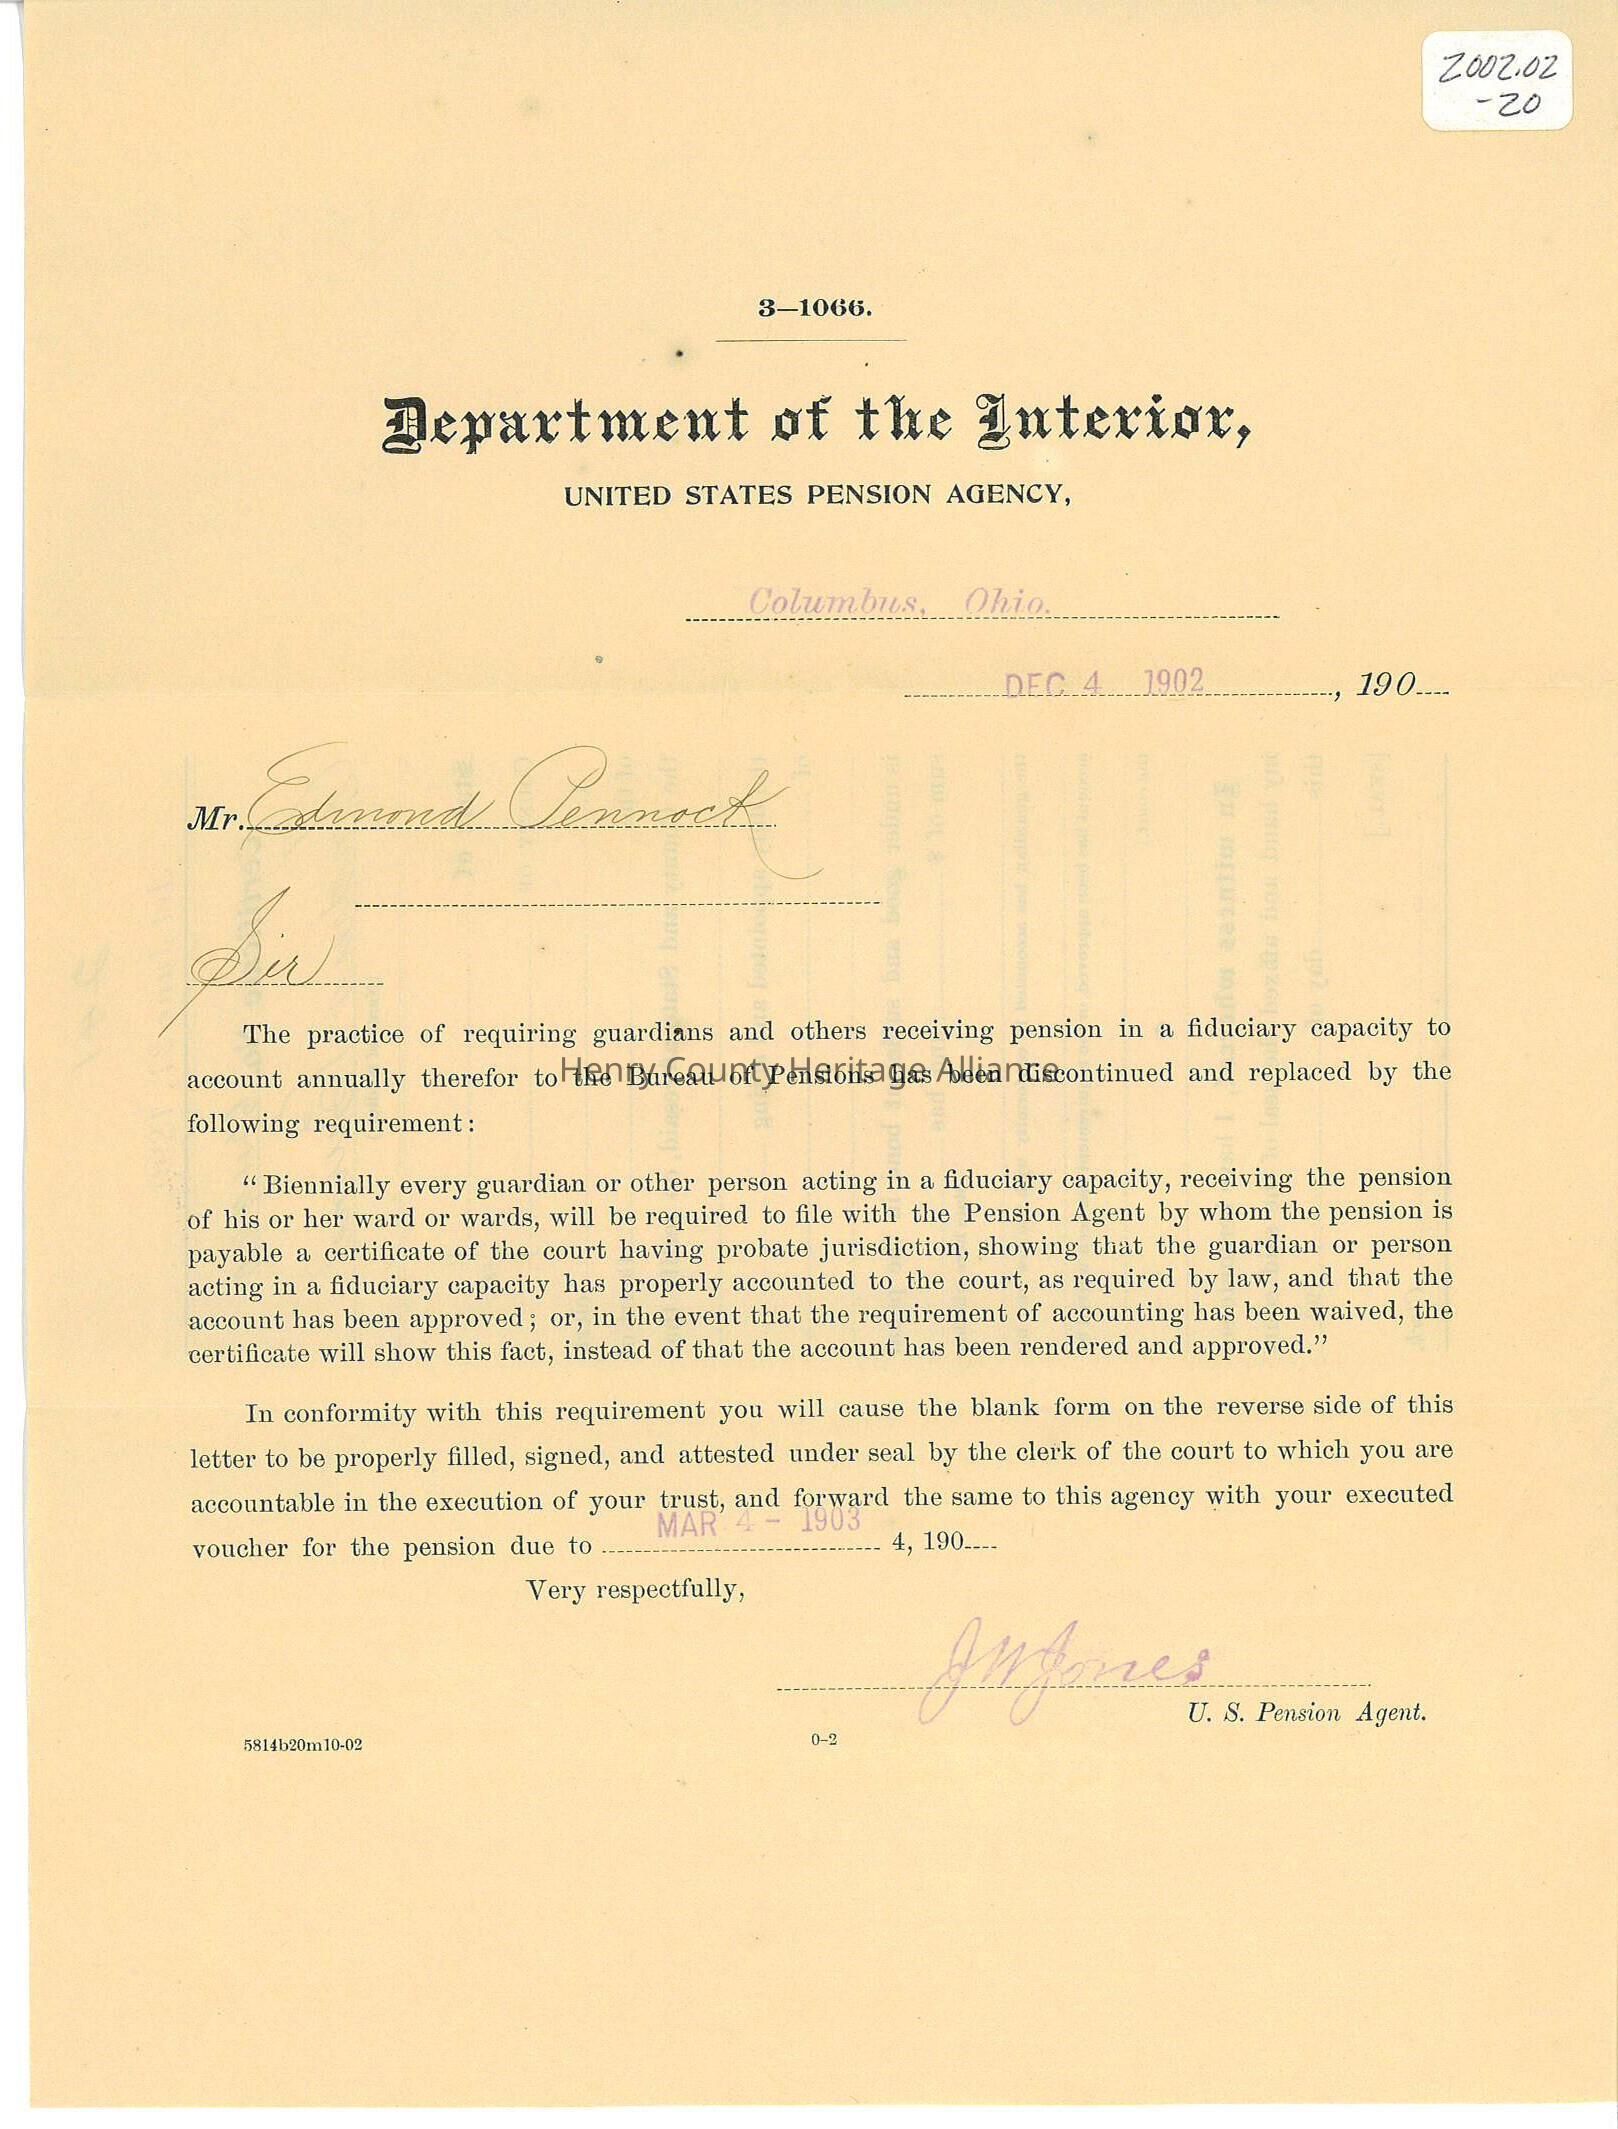 2002.02
-20
3—1066.
Department of the Interior,
UNITED STATES PENSION AGENCY,
Columbus, Ohio.
DEC 4 1902, 190
Mr. Edmond Pennock
Sir
The practice of requiring guardians and others receiving pension in a fiduciary capacity to
account annually therefor to the Bureau of Pensions has been discontinued and replaced by the
Henry County Heritage Alliance
following requirement:
“Biennially every guardian or other person acting in a fiduciary capacity, receiving the pension
of his or her ward or wards, will be required to file with the Pension Agent by whom the pension is
payable a certificate of the court having probate jurisdiction, showing that the guardian or person
acting in a fiduciary capacity has properly accounted to the court, as required by law, and that the
account has been approved; or, in the event that the requirement of accounting has been waived, the
certificate will show this fact, instead of that the account has been rendered and approved.”
In conformity with this requirement you will cause the blank form on the reverse side of this
letter to be properly filled, signed, and attested under seal by the clerk of the court to which you are
accountable in the execution of your trust, and forward the same to this agency with your executed
MAR 4 - 1903
voucher for the pension due to 4, 190
Very respectfully,
J W Jones
U. S. Pension Agent.
5814b20m10-02
0-2